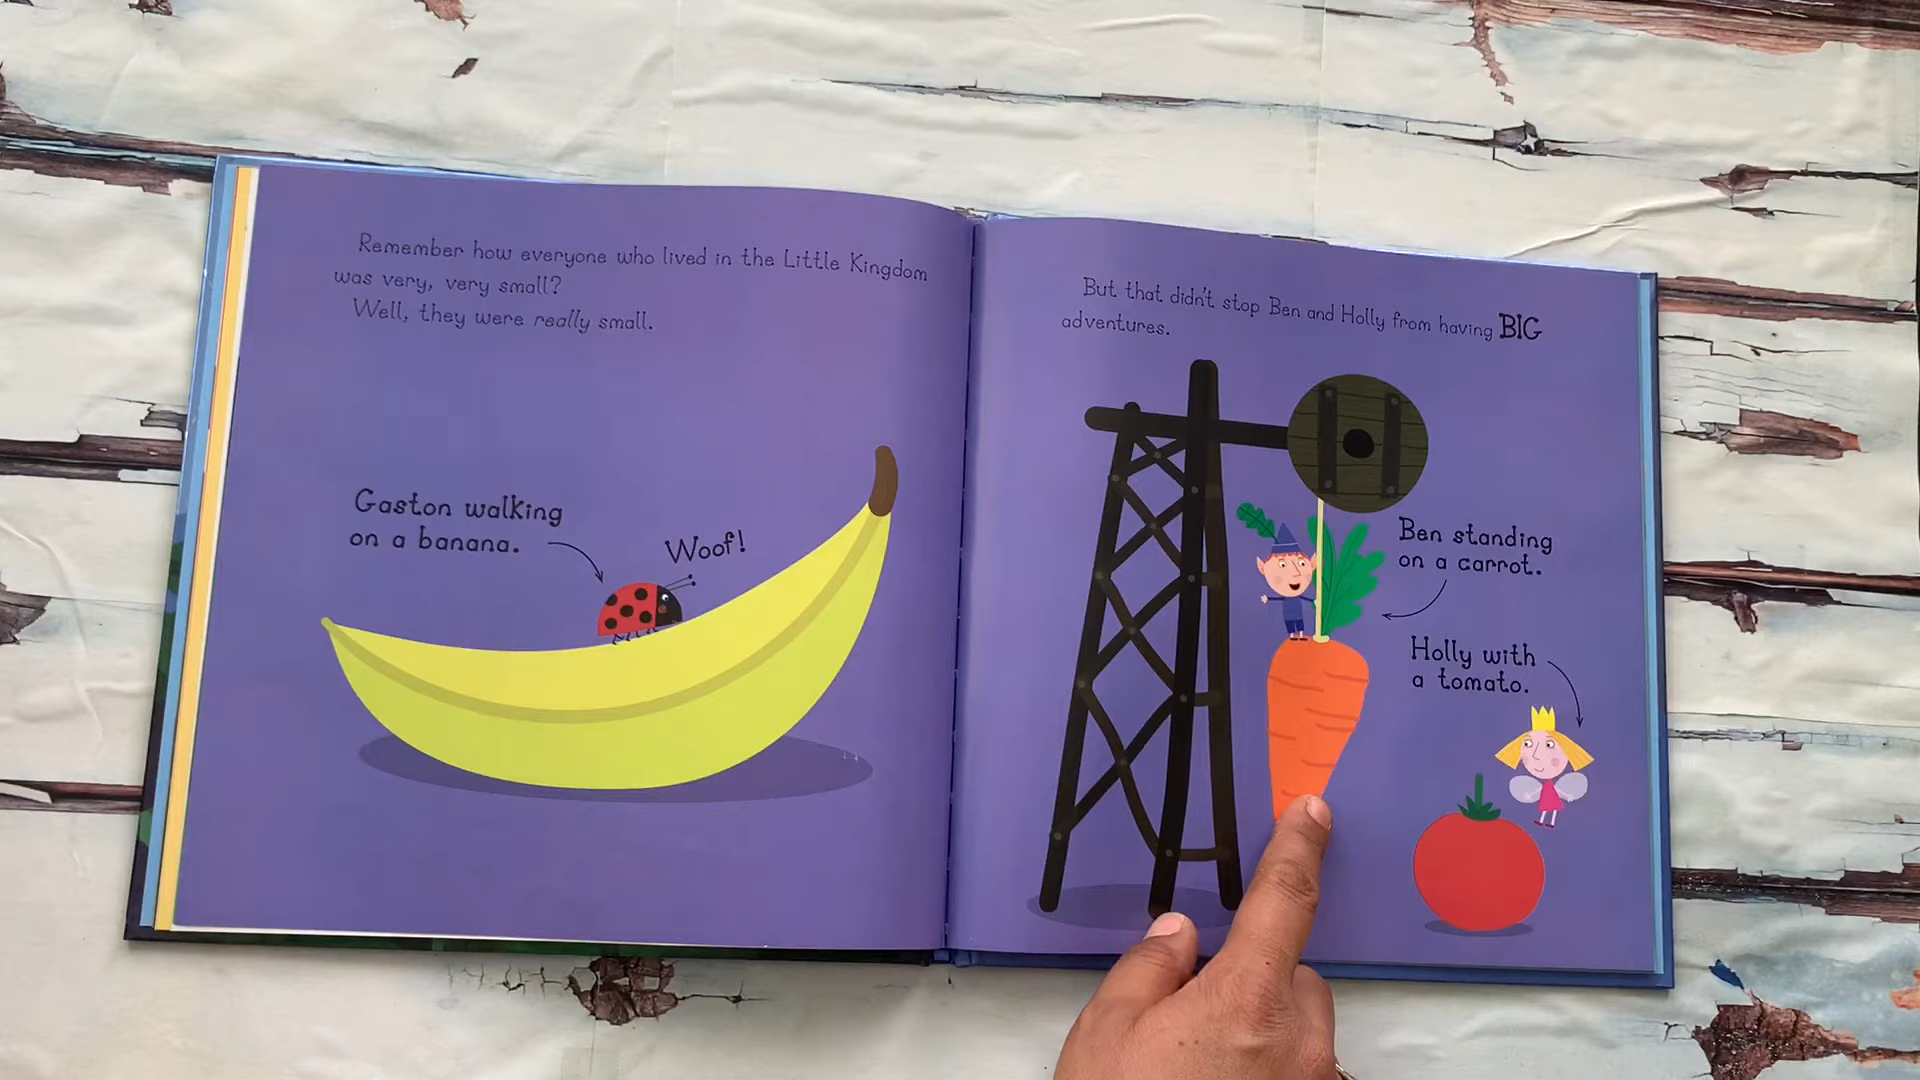 Remember how everyone who lived in the Little Kingdom
was very, very small?
Well, they were really small.
Gaston walking
on a banana.
Woof!
But that didn't stop Ben and Holly from having BIG
adventures.
Ben standing
on a carrot.
Holly with
a tomato.